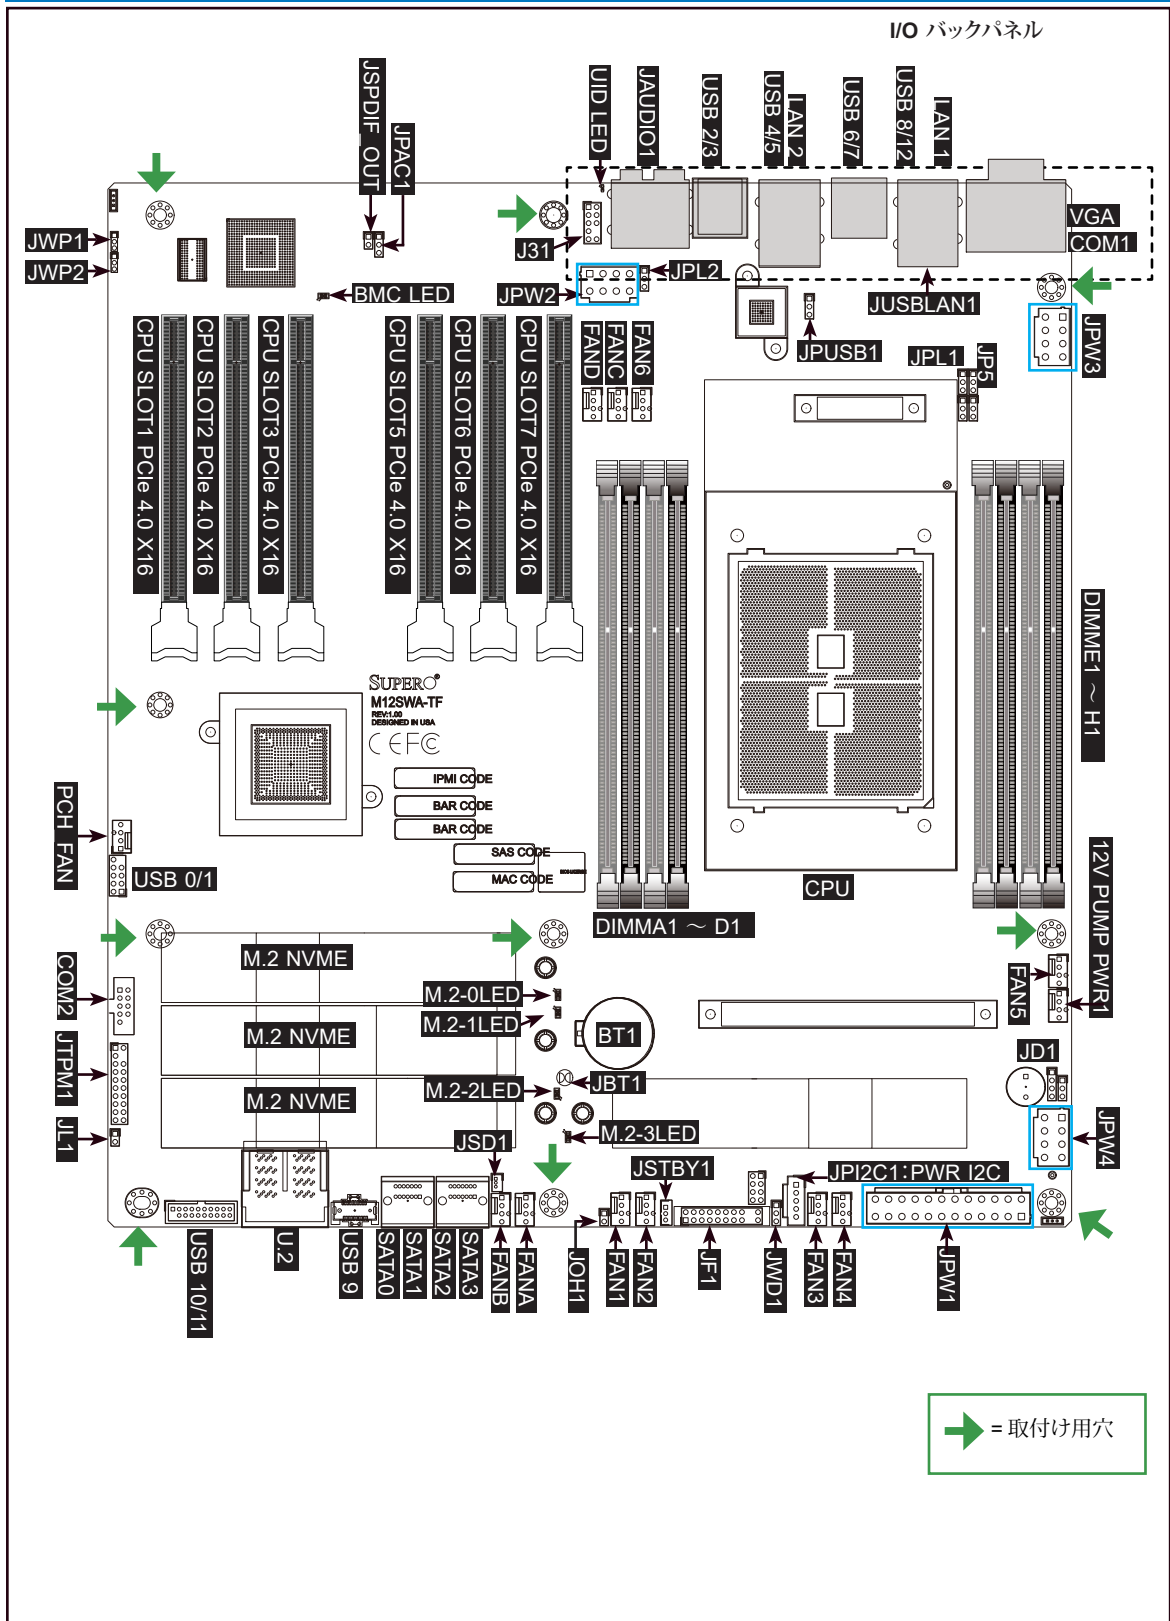 I/O バックパネル
UID LED
JAUDIO1
USB 2/3
USB 4/5
LAN 2
USB 6/7
USB 8/12
LAN 1
JSPDIF_OUT
JPAC1
VGA
COM1
JWP1
JWP2
J31
JPL2
BMC LED
JPW2
JUSBLAN1
JPUSB1
JPW3
JPL1
JP5
FAND
FANC
FAN6
CPU SLOT1 PCIe 4.0 X16
CPU SLOT2 PCIe 4.0 X16
CPU SLOT3 PCIe 4.0 X16
CPU SLOT5 PCIe 4.0 X16
CPU SLOT6 PCIe 4.0 X16
CPU SLOT7 PCIe 4.0 X16
DIMME1 ～ H1
SUPERO®
M12SWA-TF
REV:1.00
DESIGNED IN USA
CE FC
IPMI CODE
BAR CODE
BAR CODE
SAS CODE
MAC CODE
PCH FAN
USB 0/1
CPU
DIMMA1 ～ D1
12V PUMP PWR1
FAN5
M.2 NVME
COM2
M.2-0LED
M.2-1LED
M.2 NVME
BT1
JTPM1
JD1
M.2-2LED
JBT1
M.2 NVME
JL1
M.2-3LED
JSD1
JSTBY1
JPI2C1:PWR I2C
JPW4
USB 10/11
U.2
USB 9
SATA0
SATA1
SATA2
SATA3
FANB
FANA
JOH1
FAN1
FAN2
JF1
JWD1
FAN3
FAN4
JPW1
= 取付け用穴